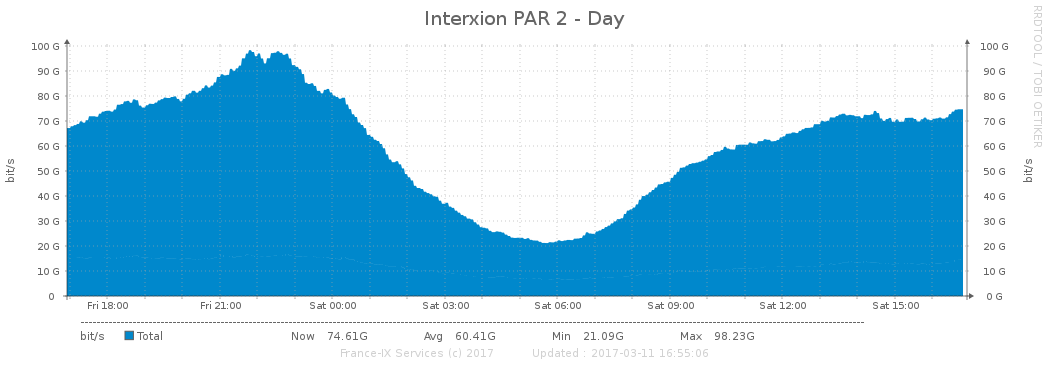 Interxion PAR 2 - Day
RRDTOOL / TOBI OETIKER
bit/s
100 G 100 G
90 G 90 G
80 G 80 G
70 G 70 G
60 G 60 G
50 G 50 G
40 G 40 G
30 G 30 G
20 G 20 G
10 G 10 G
0 0 G
bit/s
Fri 18:00 Fri 21:00 Sat 00:00 Sat 03:00 Sat 06:00 Sat 09:00 Sat 12:00 Sat 15:00
bit/s Total Now 74.61G Avg 60.41G Min 21.09G Max 98.23G
France-IX Services (c) 2017 Updated : 2017-03-11 16:55:06